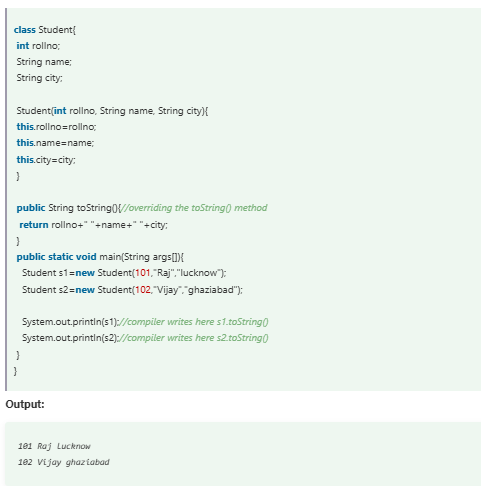 class Student{
int rollno;
String name;
String city;
Student(int rollno, String name, String city){
this.rollno=rollno;
this.name=name;
this.city=city;
}
public String toString(){//overriding the toString() method
return rollno+" "+name+" "+city;
}
public static void main(String args[]){
Student s1=new Student(101,"Raj","lucknow");
Student s2=new Student(102,"Vijay","ghaziabad");
System.out.println(s1);//compiler writes here s1.toString()
System.out.println(s2);//compiler writes here s2.toString()
}
}
Output:
101 Raj lucknow
102 Vijay ghaziabad